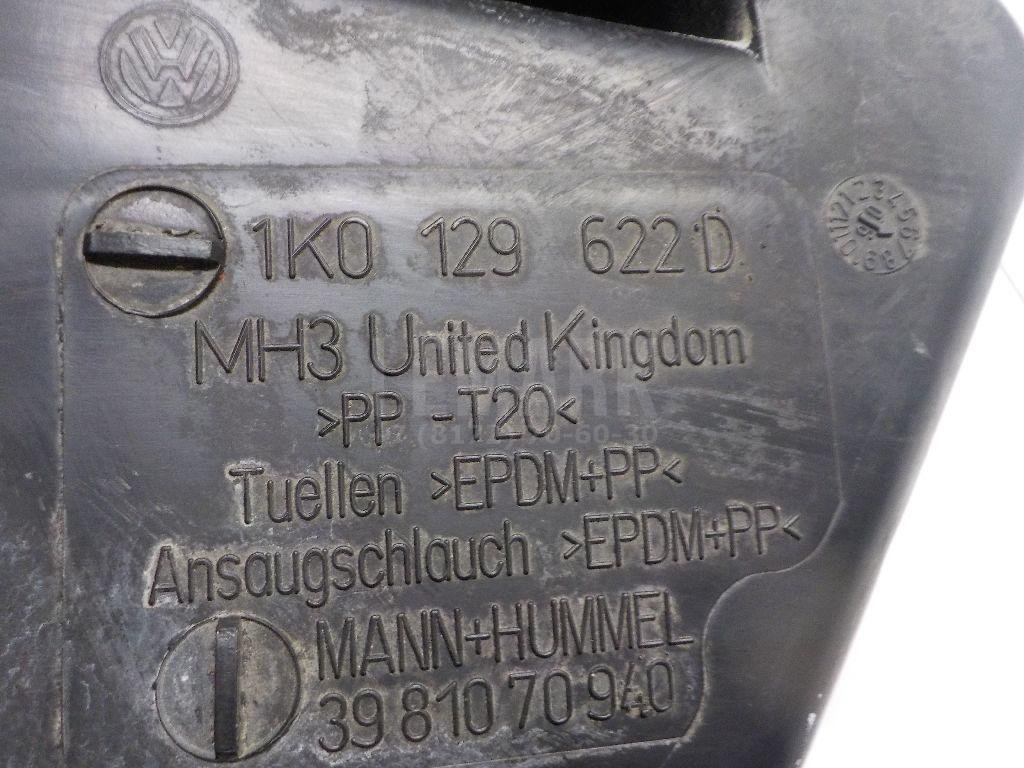 VW
1K0 129 622 D
MH3 United Kingdom
>PP -T20<
Tuellen >EPDM+PP<
Ansaugschlauch >EPDM+PP<
MANN+HUMMEL
39 810 70 940